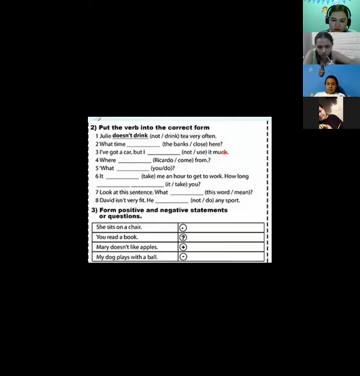 2) Put the verb into the correct form
1 Julie doesn't drink (not / drink) tea very often.
2 What time __________ (the banks / close) here?
3 I've got a car, but I __________ (not / use) it much.
4 Where __________ (Ricardo / come) from.?
5 'What __________ (you/do)?
6 It __________ (take) me an hour to get to work. How long
__________ __________ (it / take) you?
7 Look at this sentence. What __________ (this word / mean)?
8 David isn't very fit. He __________ (not / do) any sport.
3) Form positive and negative statements
or questions.
She sits on a chair. -
You read a book. ?
Mary doesn't like apples. +
My dog plays with a ball. -